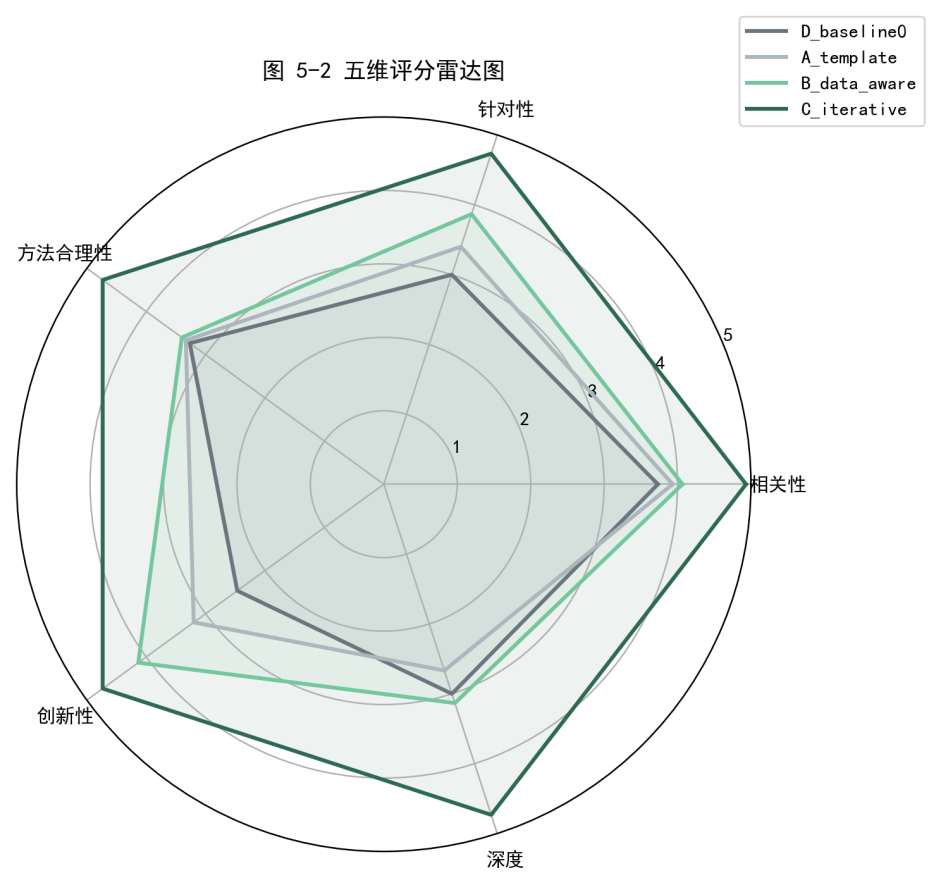 D_baseline0
A_template
B_data_aware
C_iterative
图 5-2 五维评分雷达图
针对性
方法合理性
5
4
3
2
1
相关性
创新性
深度